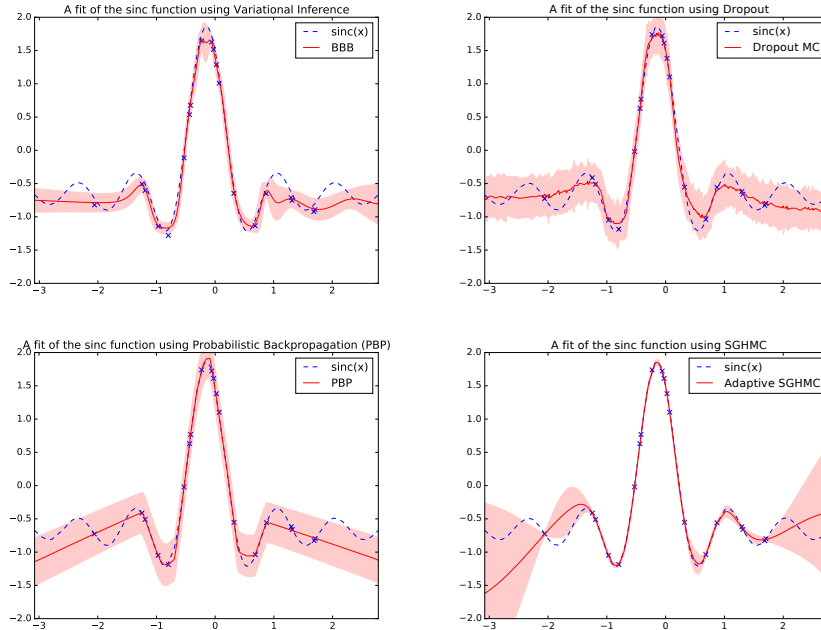 A fit of the sinc function using Variational Inference
2.0
1.5
1.0
0.5
0.0
−0.5
−1.0
−1.5
−2.0
−3 −2 −1 0 1 2
sinc(x)
BBB
A fit of the sinc function using Dropout
2.0
1.5
1.0
0.5
0.0
−0.5
−1.0
−1.5
−2.0
−3 −2 −1 0 1 2
sinc(x)
Dropout MC
A fit of the sinc function using Probabilistic Backpropagation (PBP)
2.0
1.5
1.0
0.5
0.0
−0.5
−1.0
−1.5
−2.0
−3 −2 −1 0 1 2
sinc(x)
PBP
A fit of the sinc function using SGHMC
2.0
1.5
1.0
0.5
0.0
−0.5
−1.0
−1.5
−2.0
−3 −2 −1 0 1 2
sinc(x)
Adaptive SGHMC